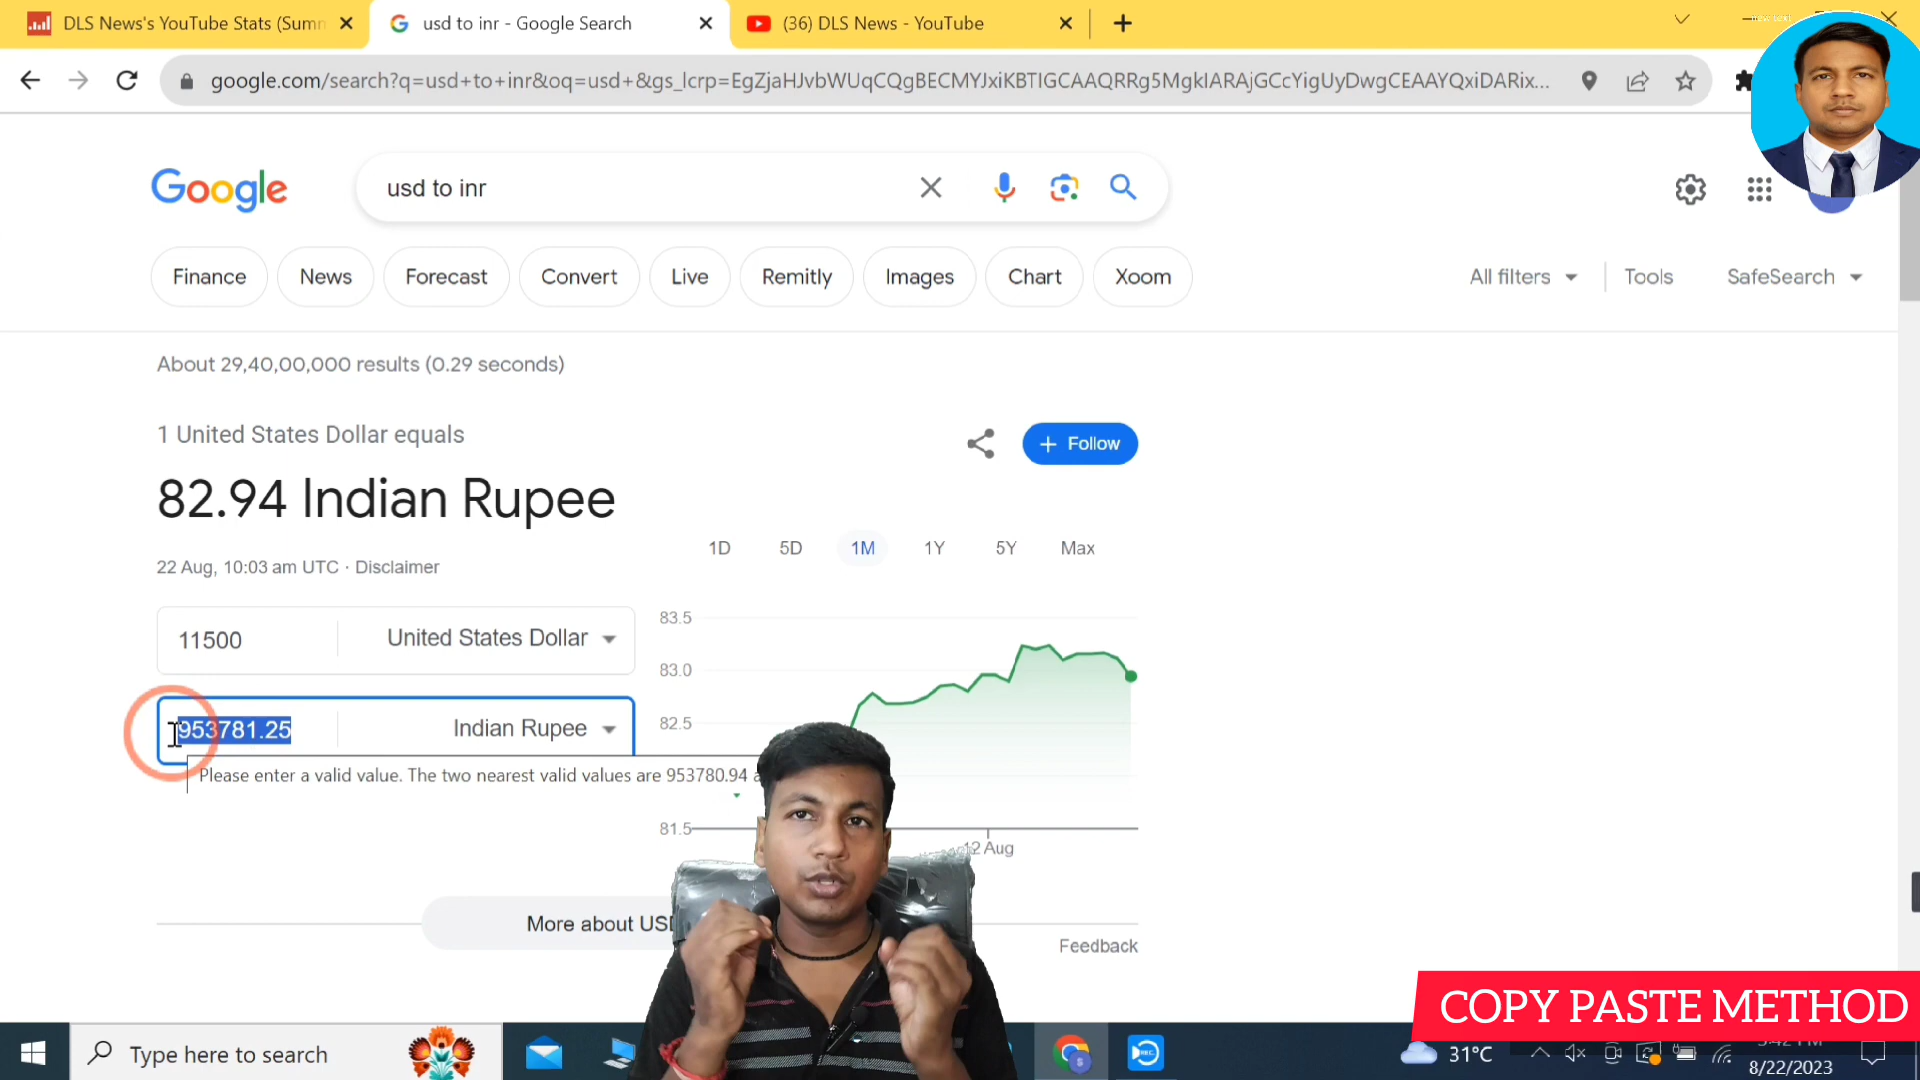 DLS News's YouTube Stats (Summ
usd to inr - Google Search
(36) DLS News - YouTube
google.com/search?q=usd+to+inr&oq=usd+&gs_lcrp=EgZjaHJvbWUqCQgBECMYJxiKBTIGCAAQRRg5MgkIARAjGCcYigUyDwgCEAAYQxiDARix...
Google
usd to inr
Finance
News
Forecast
Convert
Live
Remitly
Images
Chart
Xoom
All filters
Tools
SafeSearch
About 29,40,00,000 results (0.29 seconds)
1 United States Dollar equals
Follow
82.94 Indian Rupee
1D
5D
1M
1Y
5Y
Max
22 Aug, 10:03 am UTC · Disclaimer
11500
United States Dollar
953781.25
Indian Rupee
Please enter a valid value. The two nearest valid values are 953780.94
83.5
83.0
82.5
81.5
12 Aug
More about USD
Feedback
COPY PASTE METHOD
Type here to search
31°C
8/22/2023